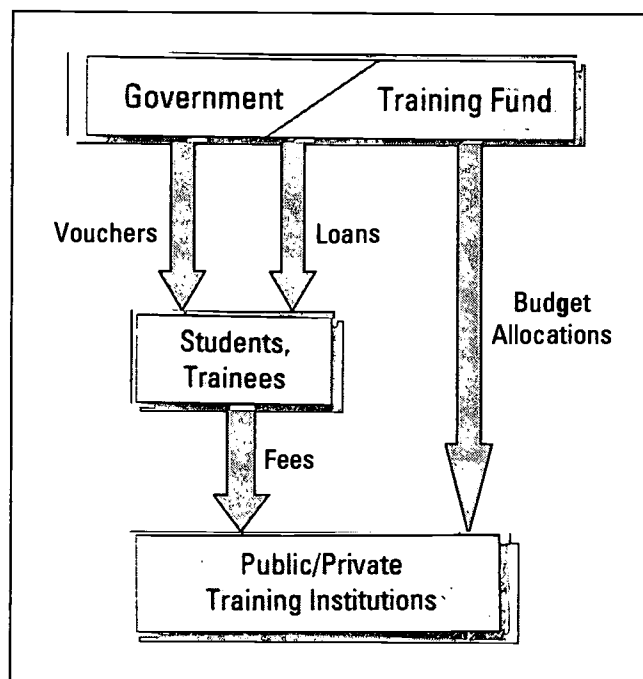 Government
Training Fund
Vouchers
Loans
Budget
Allocations
Students,
Trainees
Fees
Public/Private
Training Institutions